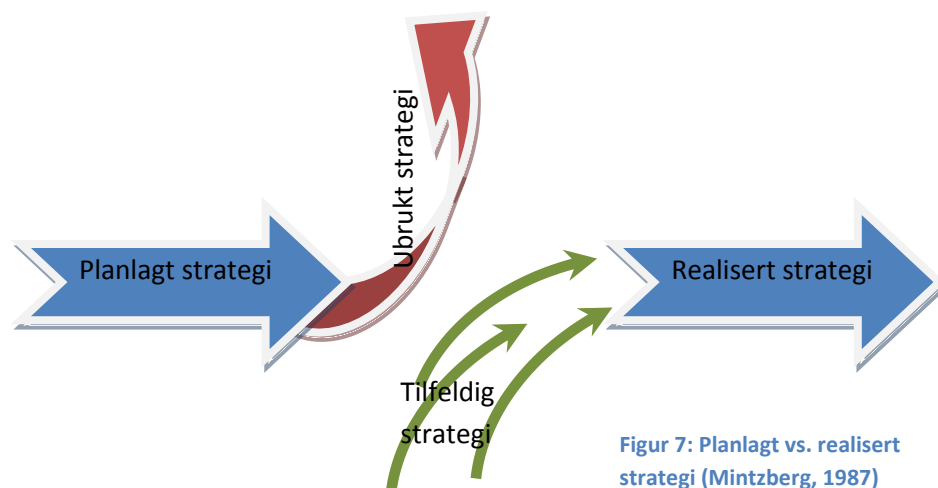 Ubrukt strategi
Planlagt strategi
Realisert strategi
Tilfeldig
strategi
Figur 7: Planlagt vs. realisert
strategi (Mintzberg, 1987)